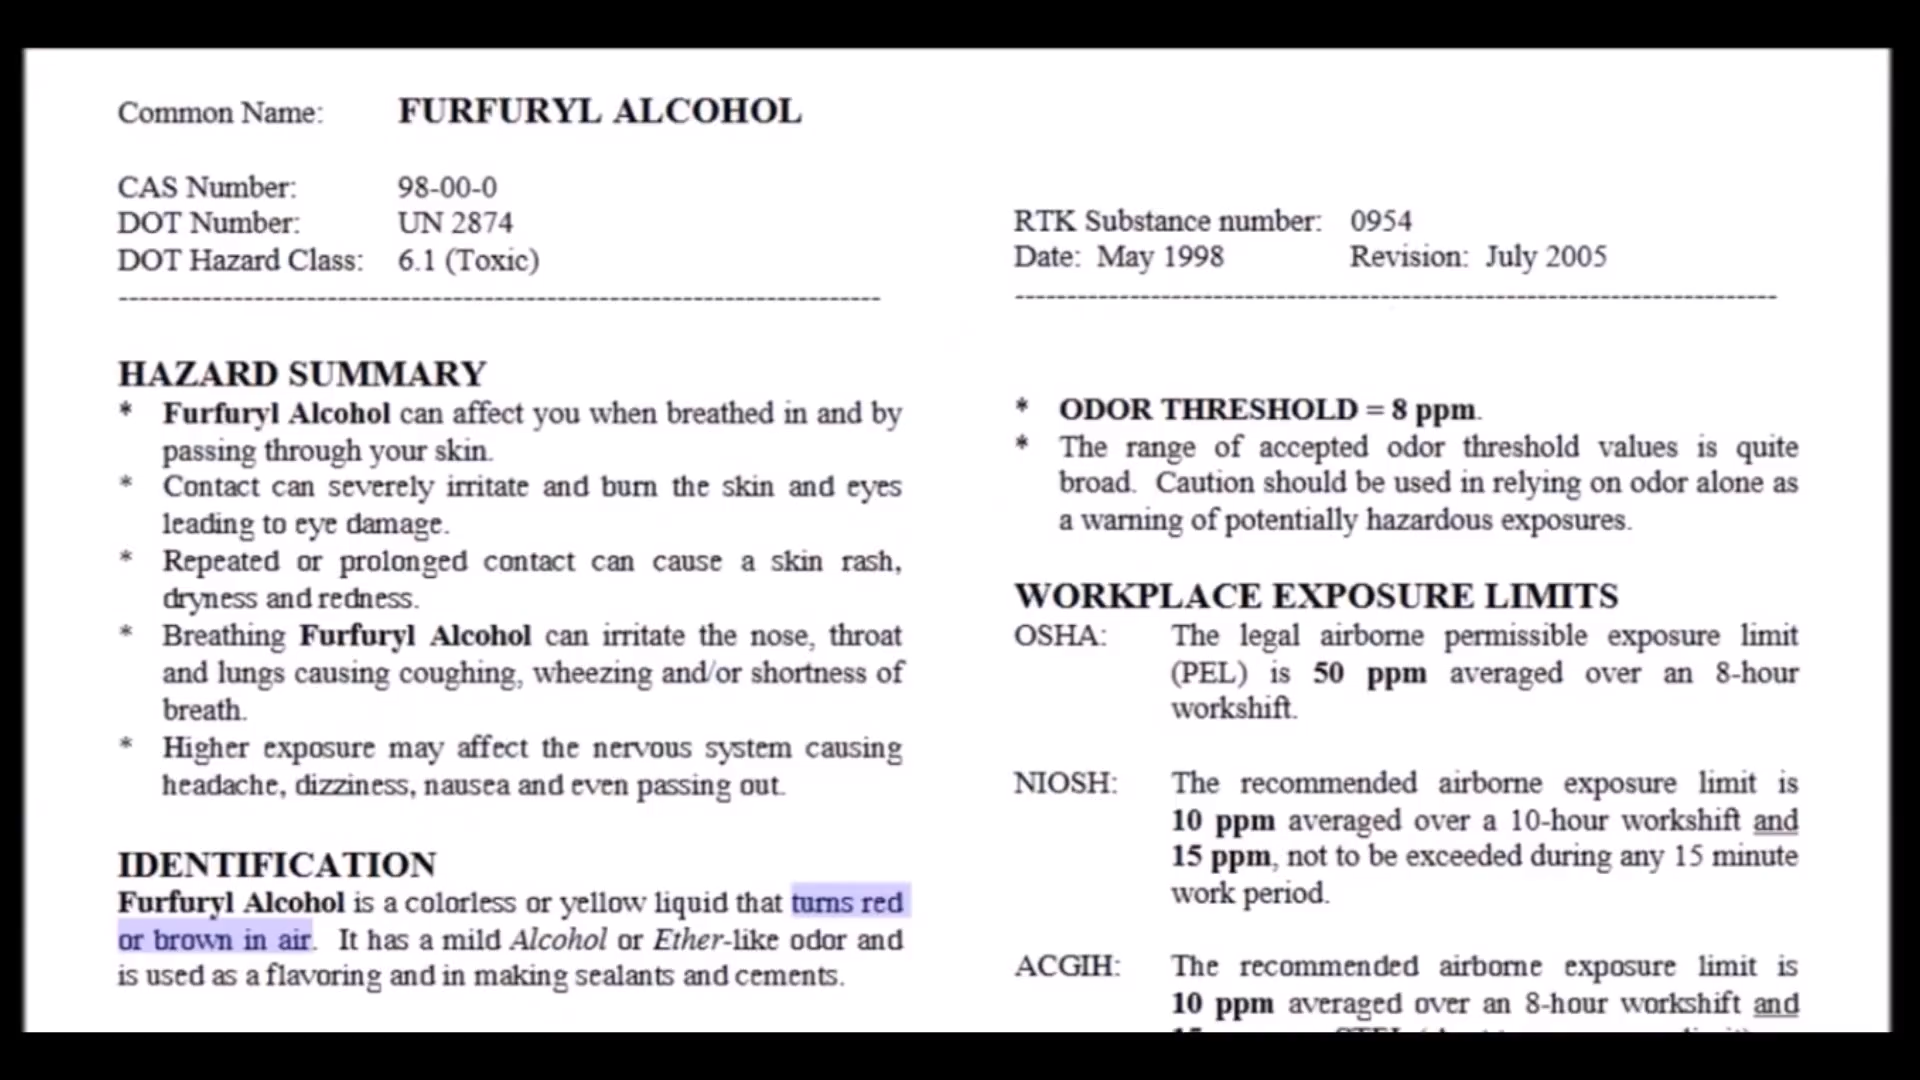 Common Name: FURFURYL ALCOHOL
CAS Number: 98-00-0
DOT Number: UN 2874
DOT Hazard Class: 6.1 (Toxic)
--------------------------------------------------------------------------
HAZARD SUMMARY
* Furfuryl Alcohol can affect you when breathed in and by
passing through your skin.
* Contact can severely irritate and burn the skin and eyes
leading to eye damage.
* Repeated or prolonged contact can cause a skin rash,
dryness and redness.
* Breathing Furfuryl Alcohol can irritate the nose, throat
and lungs causing coughing, wheezing and/or shortness of
breath.
* Higher exposure may affect the nervous system causing
headache, dizziness, nausea and even passing out.
IDENTIFICATION
Furfuryl Alcohol is a colorless or yellow liquid that turns red
or brown in air. It has a mild Alcohol or Ether-like odor and
is used as a flavoring and in making sealants and cements.
RTK Substance number: 0954
Date: May 1998 Revision: July 2005
--------------------------------------------------------------------------
* ODOR THRESHOLD = 8 ppm.
* The range of accepted odor threshold values is quite
broad. Caution should be used in relying on odor alone as
a warning of potentially hazardous exposures.
WORKPLACE EXPOSURE LIMITS
OSHA: The legal airborne permissible exposure limit
(PEL) is 50 ppm averaged over an 8-hour
workshift.
NIOSH: The recommended airborne exposure limit is
10 ppm averaged over a 10-hour workshift and
15 ppm, not to be exceeded during any 15 minute
work period.
ACGIH: The recommended airborne exposure limit is
10 ppm averaged over an 8-hour workshift and